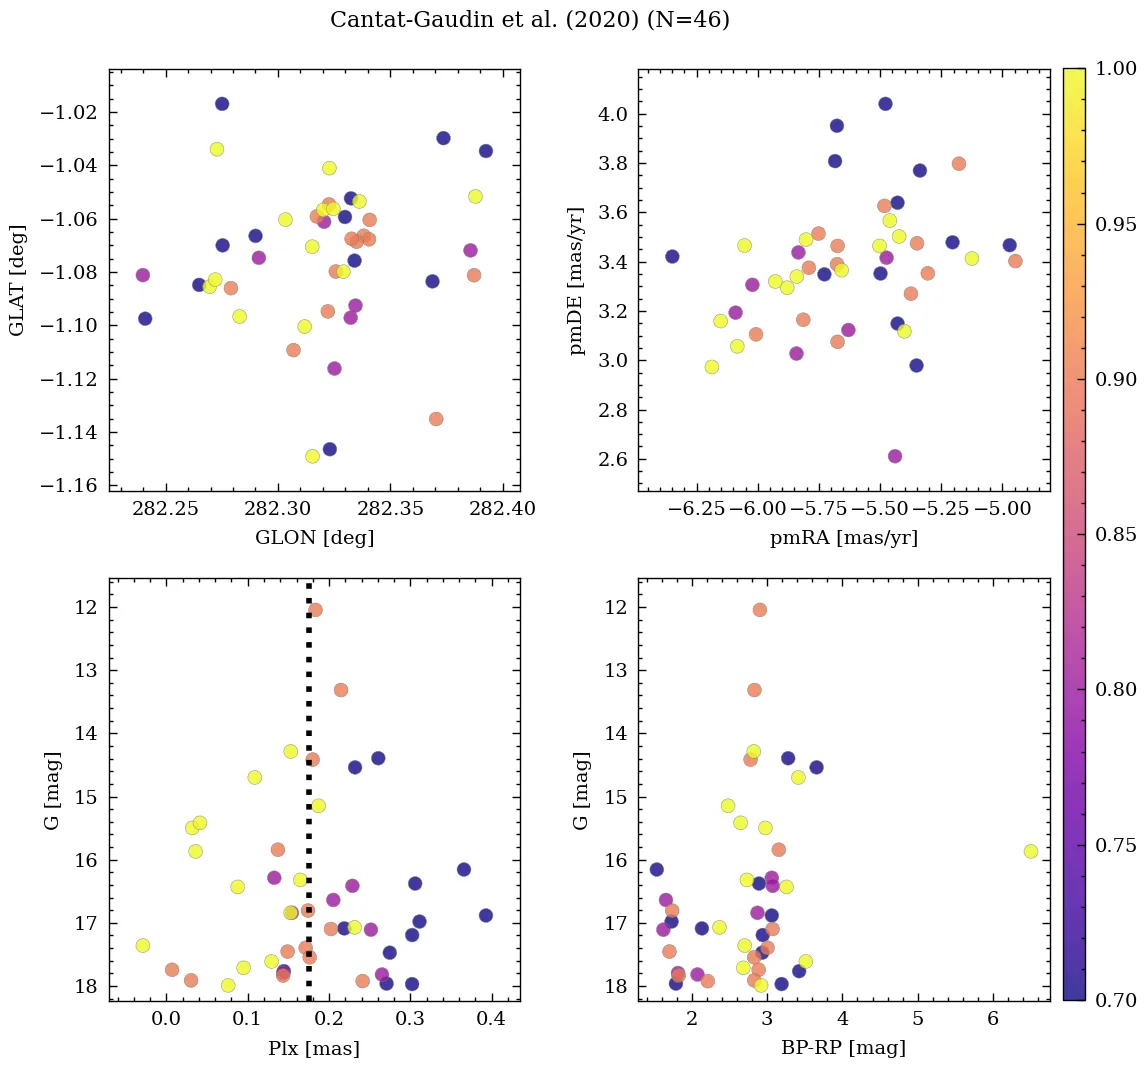 Cantat-Gaudin et al. (2020) (N=46)
−1.02
−1.04
−1.06
−1.08
−1.10
−1.12
−1.14
−1.16
GLAT [deg]
282.25 282.30 282.35 282.40
GLON [deg]
4.0
3.8
3.6
3.4
3.2
3.0
2.8
2.6
pmDE [mas/yr]
−6.25 −6.00 −5.75 −5.50 −5.25 −5.00
pmRA [mas/yr]
12
13
14
15
16
17
18
G [mag]
0.0 0.1 0.2 0.3 0.4
Plx [mas]
12
13
14
15
16
17
18
G [mag]
2 3 4 5 6
BP-RP [mag]
1.00
0.95
0.90
0.85
0.80
0.75
0.70